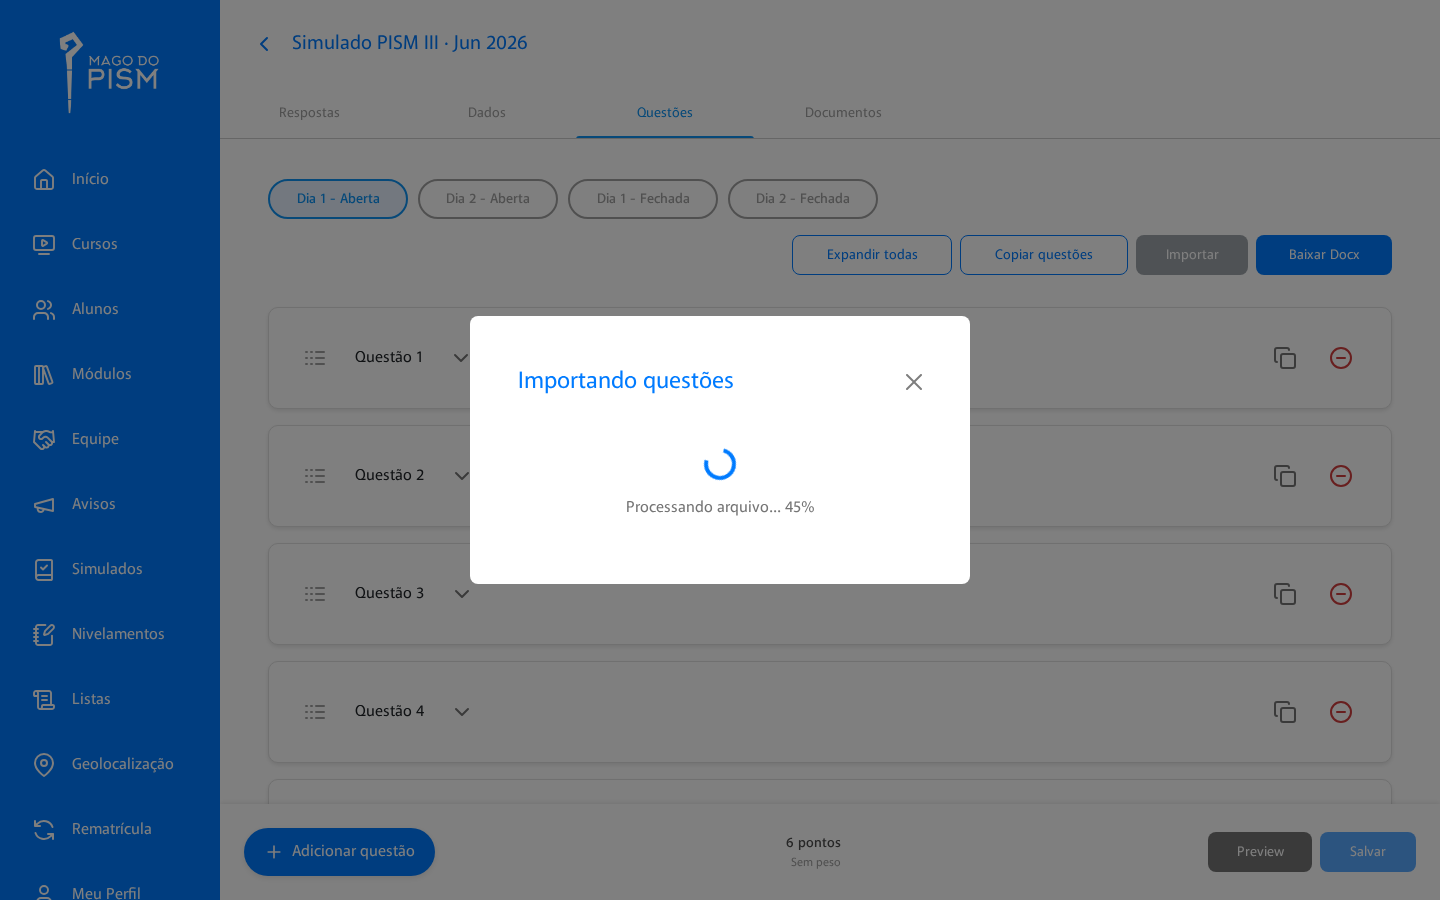 MAGO DO
PISM
Início
Cursos
Alunos
Módulos
Equipe
Avisos
Simulados
Nivelamentos
Listas
Geolocalização
Rematrícula
Meu Perfil
Simulado PISM III · Jun 2026
Respostas
Dados
Questões
Documentos
Dia 1 - Aberta
Dia 2 - Aberta
Dia 1 - Fechada
Dia 2 - Fechada
Expandir todas
Copiar questões
Importar
Baixar Docx
Questão 1
Questão 2
Questão 3
Questão 4
Importando questões
Processando arquivo... 45%
Adicionar questão
6 pontos
Sem peso
Preview
Salvar